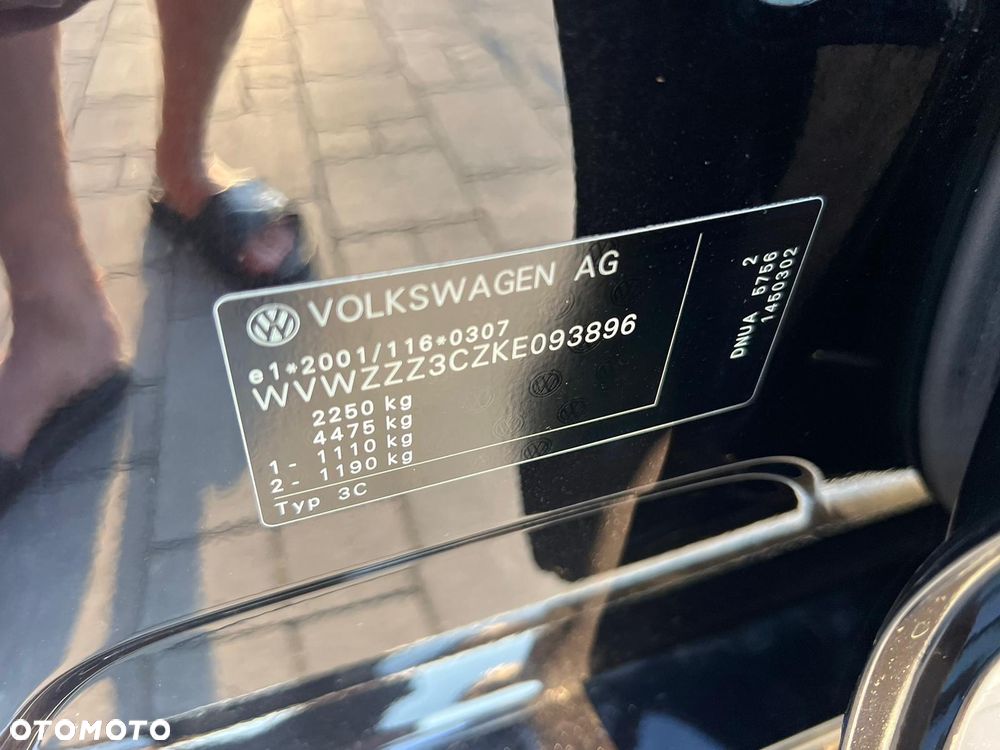 VOLKSWAGEN AG
e1*2001/116*0307
WVWZZZ3CZKE093896
2250 kg
4475 kg
1- 1110 kg
2- 1190 kg
Typ 3C
2
DNUA 5756
1450302
OTOMOTO